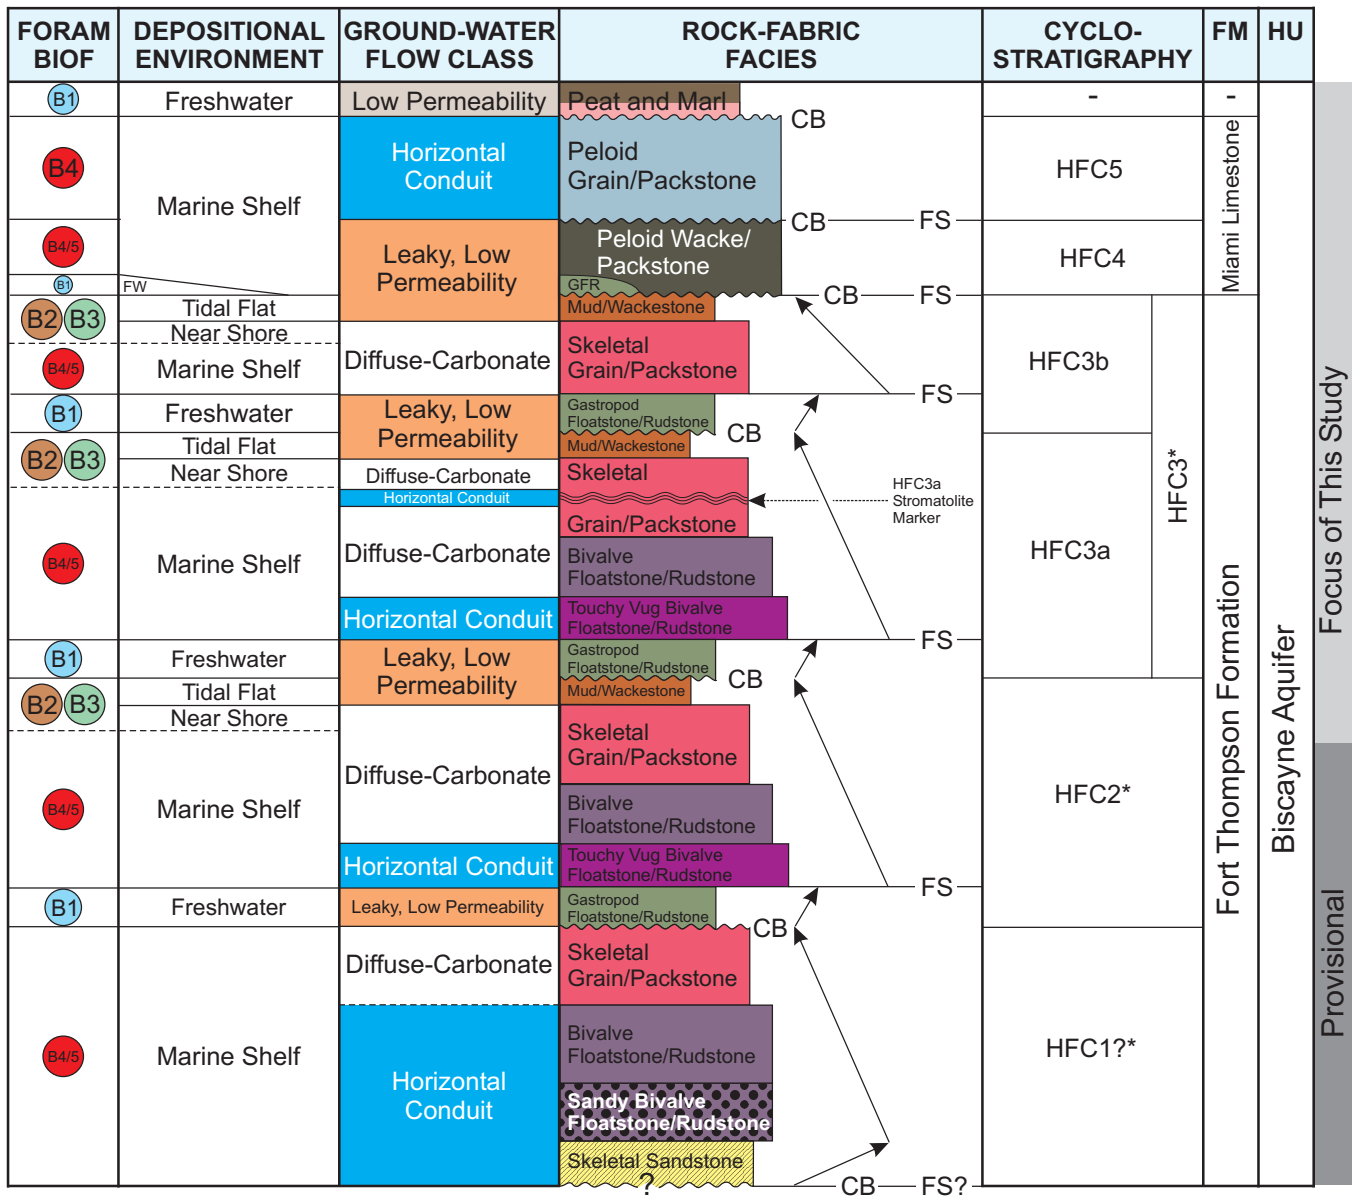 FORAM BIOF
DEPOSITIONAL ENVIRONMENT
GROUND-WATER FLOW CLASS
ROCK-FABRIC FACIES
CYCLO-STRATIGRAPHY
FM
HU
B1
Freshwater
Low Permeability
Peat and Marl
-
-
CB
B4
Marine Shelf
Horizontal
Conduit
Peloid
Grain/Packstone
HFC5
Miami Limestone
CB
FS
B4/5
Leaky, Low
Permeability
Peloid Wacke/
Packstone
HFC4
B1
FW
GFR
CB
FS
B2
B3
Tidal Flat
Near Shore
Mud/Wackestone
B4/5
Marine Shelf
Diffuse-Carbonate
Skeletal
Grain/Packstone
HFC3b
FS
B1
Freshwater
Leaky, Low
Permeability
Gastropod
Floatstone/Rudstone
CB
B2
B3
Tidal Flat
Near Shore
Mud/Wackestone
Diffuse-Carbonate
Horizontal Conduit
Skeletal
Grain/Packstone
HFC3a
Stromatolite
Marker
HFC3*
B4/5
Marine Shelf
Diffuse-Carbonate
Bivalve
Floatstone/Rudstone
HFC3a
Horizontal Conduit
Touchy Vug Bivalve
Floatstone/Rudstone
FS
B1
Freshwater
Leaky, Low
Permeability
Gastropod
Floatstone/Rudstone
CB
B2
B3
Tidal Flat
Near Shore
Mud/Wackestone
B4/5
Marine Shelf
Diffuse-Carbonate
Skeletal
Grain/Packstone
Bivalve
Floatstone/Rudstone
HFC2*
Horizontal Conduit
Touchy Vug Bivalve
Floatstone/Rudstone
FS
B1
Freshwater
Leaky, Low Permeability
Gastropod
Floatstone/Rudstone
CB
B4/5
Marine Shelf
Diffuse-Carbonate
Skeletal
Grain/Packstone
Horizontal
Conduit
Bivalve
Floatstone/Rudstone
Sandy Bivalve
Floatstone/Rudstone
Skeletal Sandstone
?
CB
FS?
HFC1?*
Fort Thompson Formation
Biscayne Aquifer
Focus of This Study
Provisional